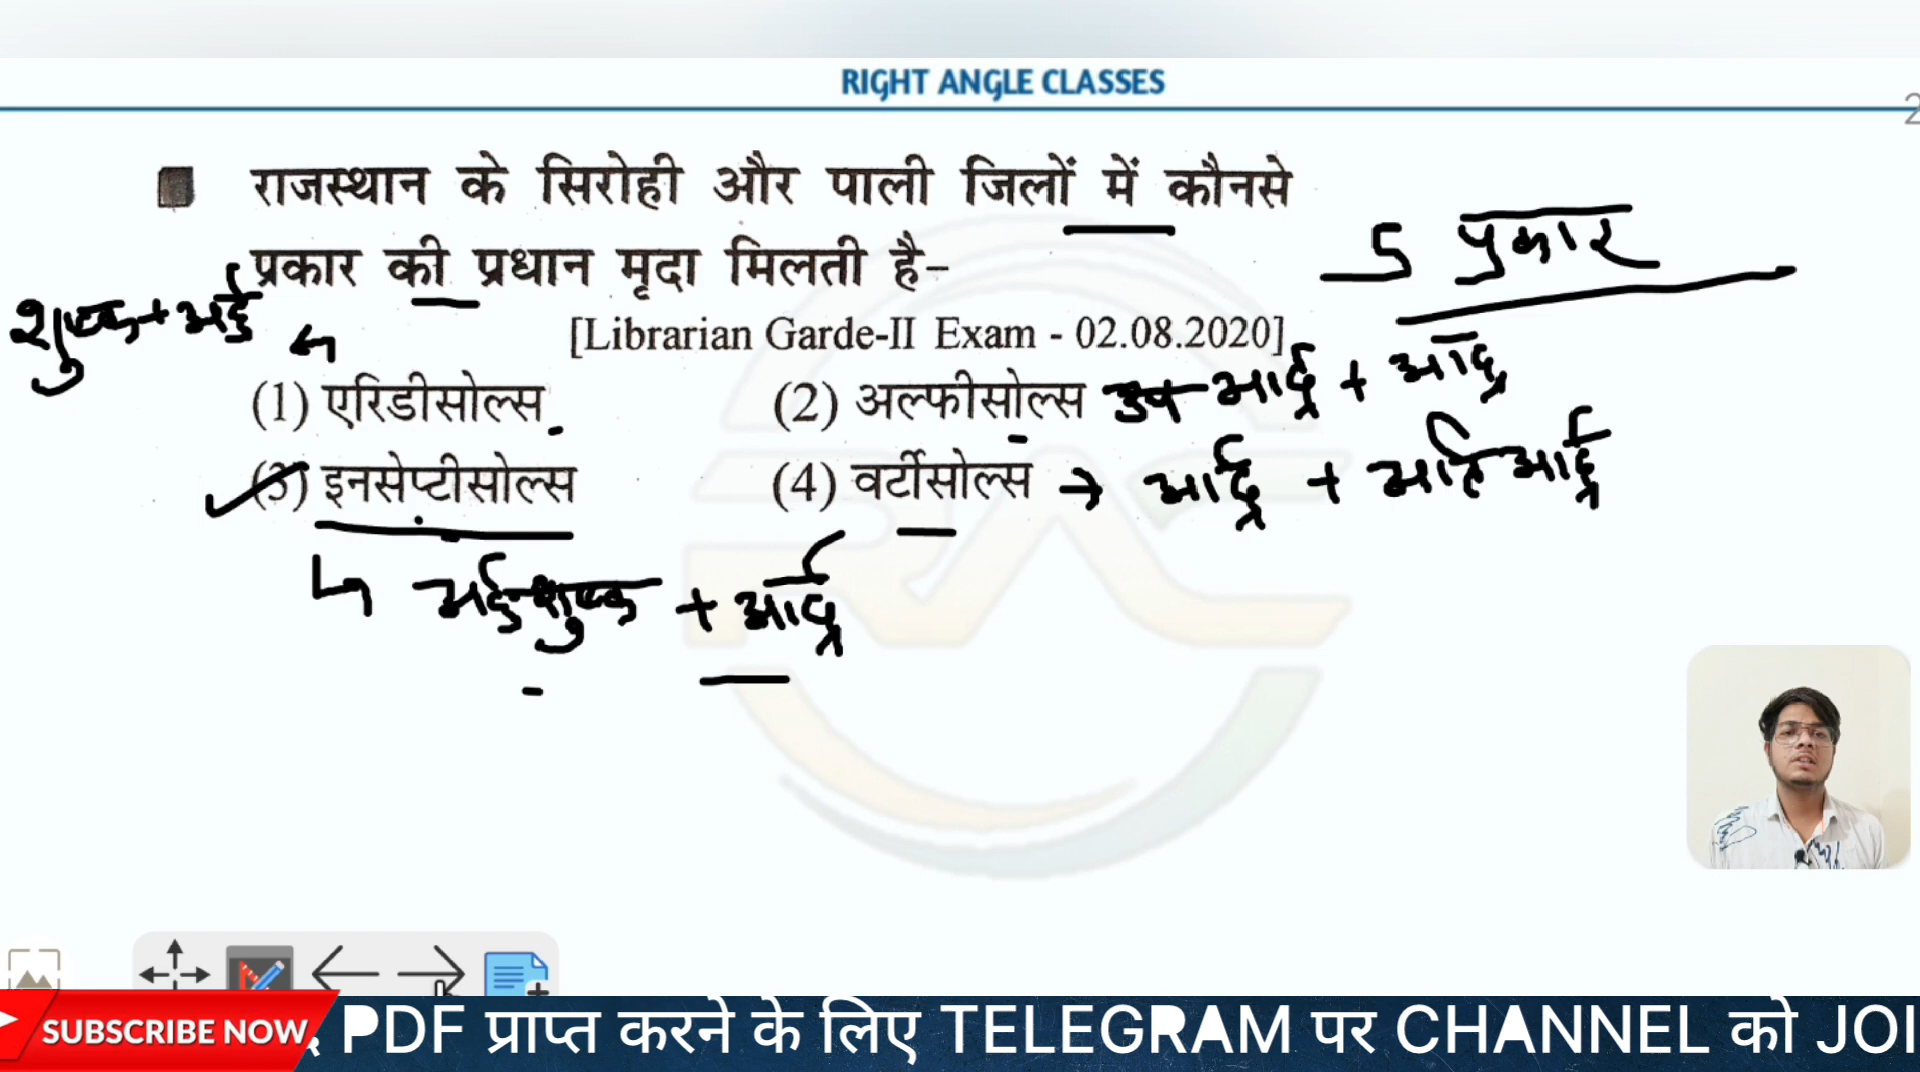 RIGHT ANGLE CLASSES
2
राजस्थान के सिरोही और पाली जिलों में कौनसे
प्रकार की प्रधान मृदा मिलती है-
5 प्रकार
शुष्क + अर्द्ध
[Librarian Garde-II Exam - 02.08.2020]
(1) एरिडीसोल्स
(2) अल्फीसोल्स उप आर्द्र + आर्द्र
(3) इनसेप्टीसोल्स
(4) वर्टीसोल्स → आर्द्र + अति आर्द्र
↳ अर्द्ध शुष्क + आर्द्र
SUBSCRIBE NOW
PDF प्राप्त करने के लिए TELEGRAM पर CHANNEL को JOI